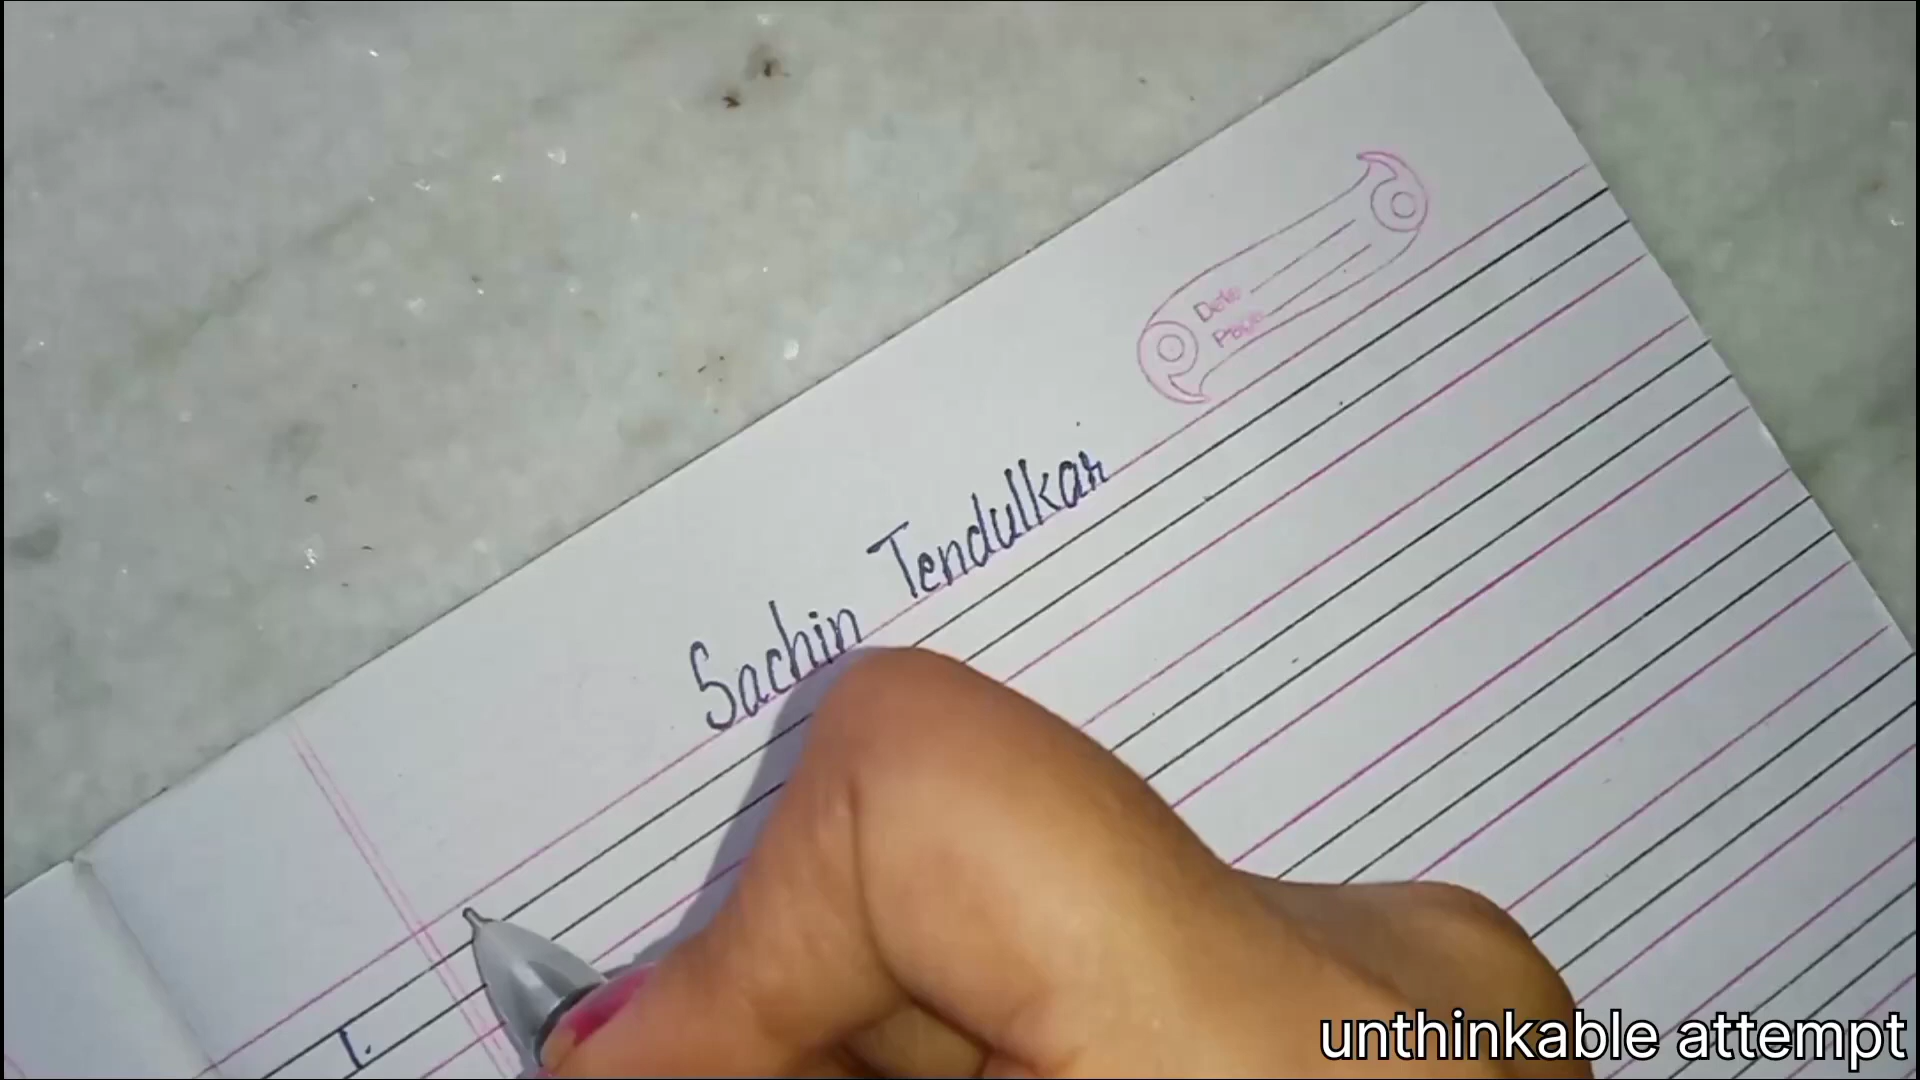 Date
Page
Sachin Tendulkar
1.
unthinkable attempt